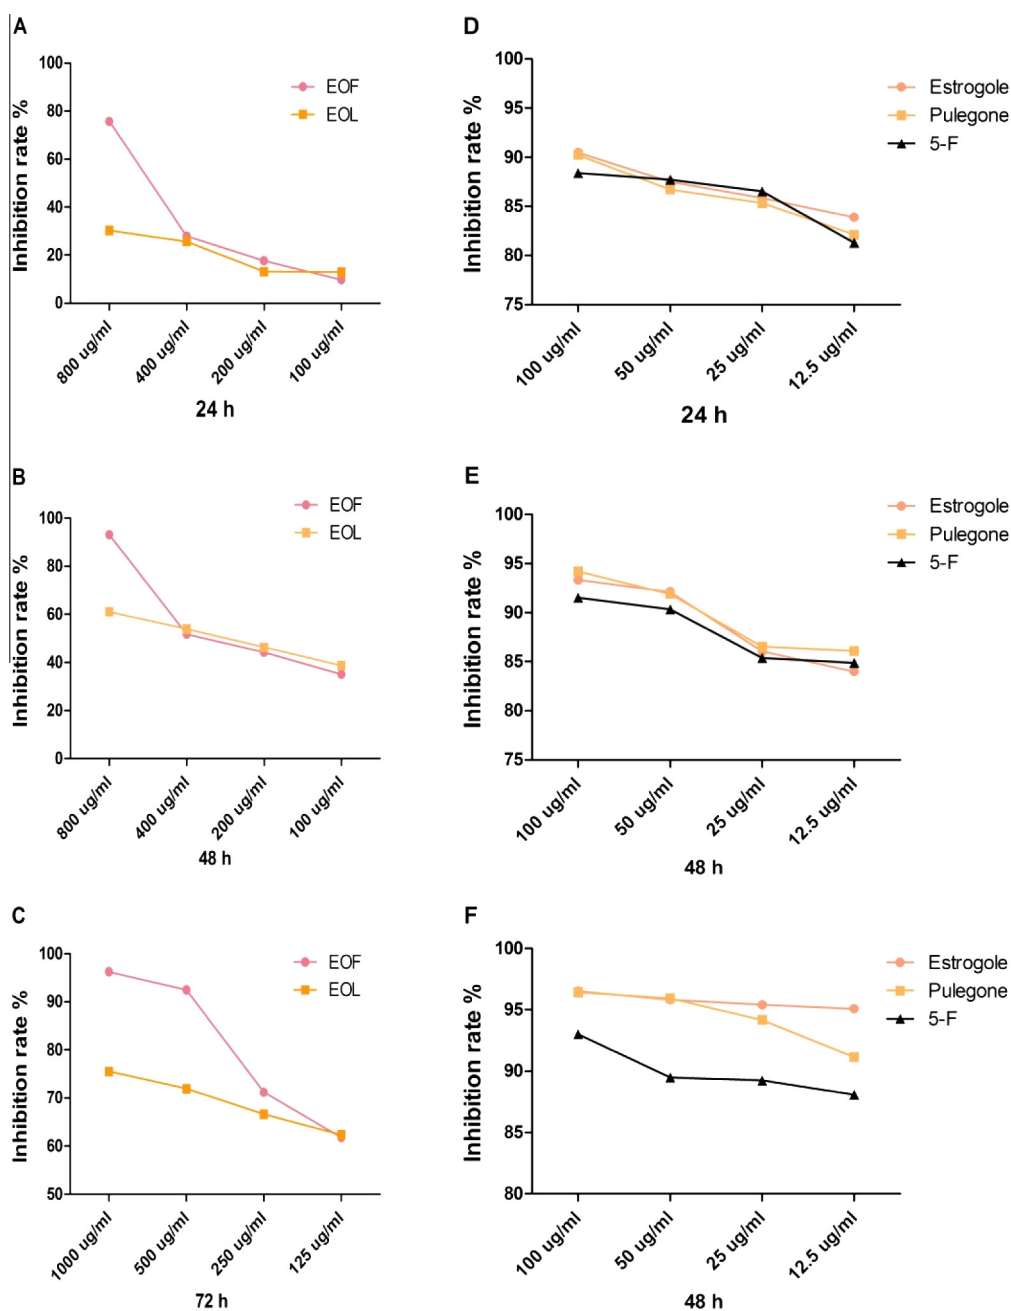 A
Inhibition rate %
100
80
60
40
20
0
EOF
EOL
800 ug/ml
400 ug/ml
200 ug/ml
100 ug/ml
24 h
D
Inhibition rate %
100
95
90
85
80
75
Estrogole
Pulegone
5-F
100 ug/ml
50 ug/ml
25 ug/ml
12.5 ug/ml
24 h
B
Inhibition rate %
100
80
60
40
20
0
EOF
EOL
800 ug/ml
400 ug/ml
200 ug/ml
100 ug/ml
48 h
E
Inhibition rate %
100
95
90
85
80
75
Estrogole
Pulegone
5-F
100 ug/ml
50 ug/ml
25 ug/ml
12.5 ug/ml
48 h
C
Inhibition rate %
100
90
80
70
60
50
EOF
EOL
1000 ug/ml
500 ug/ml
250 ug/ml
125 ug/ml
72 h
F
Inhibition rate %
100
95
90
85
80
Estrogole
Pulegone
5-F
100 ug/ml
50 ug/ml
25 ug/ml
12.5 ug/ml
48 h